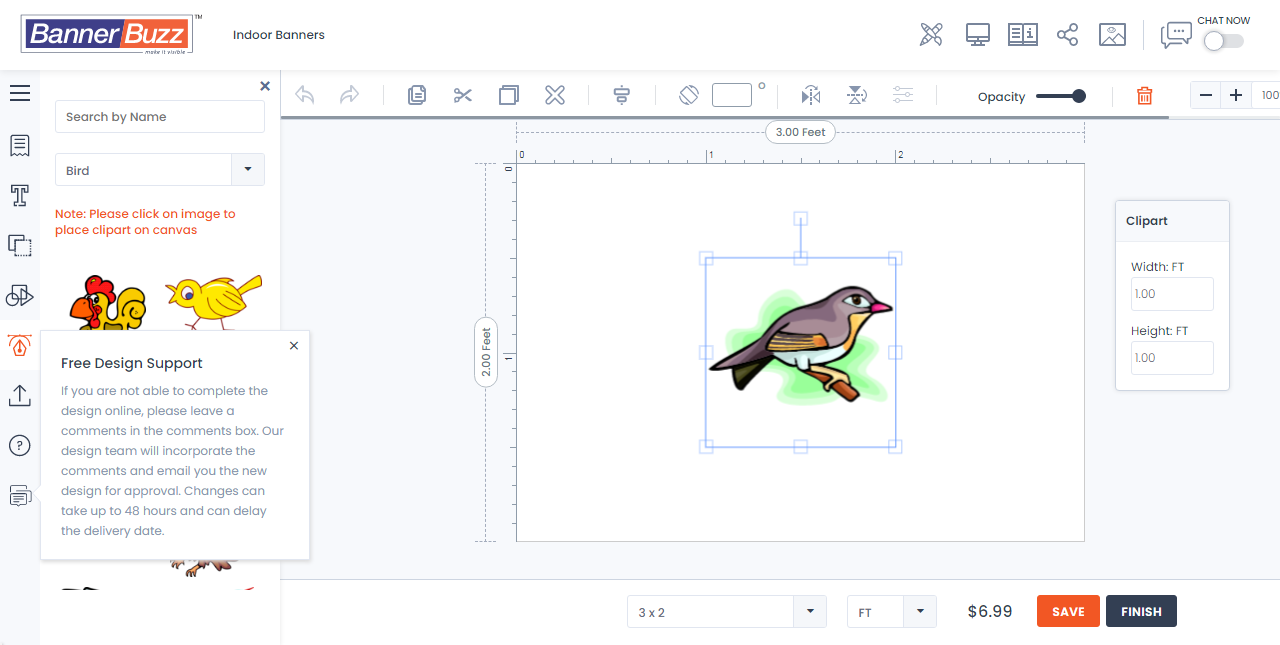 BannerBuzz
TM
make it visible
Indoor Banners
CHAT NOW
Search by Name
Bird
Note: Please click on image to
place clipart on canvas
Opacity
100
3.00 Feet
0
1
2
0
1
2.00 Feet
Clipart
Width: FT
1.00
Height: FT
1.00
Free Design Support
If you are not able to complete the
design online, please leave a
comments in the comments box. Our
design team will incorporate the
comments and email you the new
design for approval. Changes can
take up to 48 hours and can delay
the delivery date.
3 x 2
FT
$6.99
SAVE
FINISH